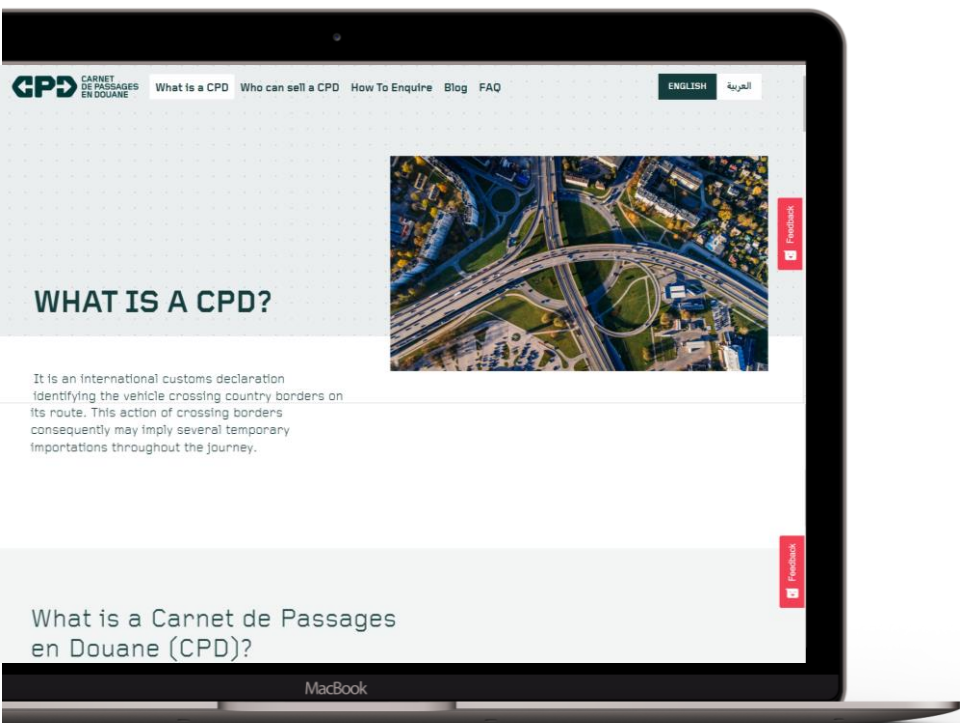 CPD
CARNET
DE PASSAGES
EN DOUANE
What is a CPD
Who can sell a CPD
How To Enquire
Blog
FAQ
ENGLISH
العربية
Feedback
WHAT IS A CPD?
It is an international customs declaration
identifying the vehicle crossing country borders on
its route. This action of crossing borders
consequently may imply several temporary
importations throughout the journey.
Feedback
What is a Carnet de Passages
en Douane (CPD)?
MacBook